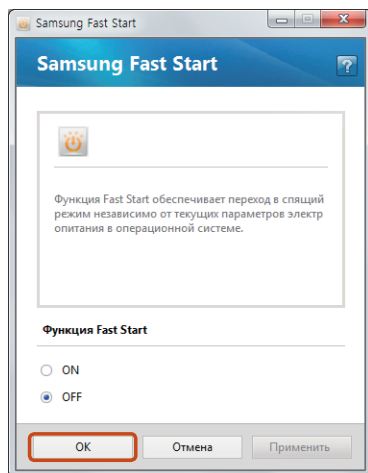 Samsung Fast Start
Samsung Fast Start
?
Функция Fast Start обеспечивает переход в спящий
режим независимо от текущих параметров электр
опитания в операционной системе.
Функция Fast Start
ON
OFF
OK
Отмена
Применить